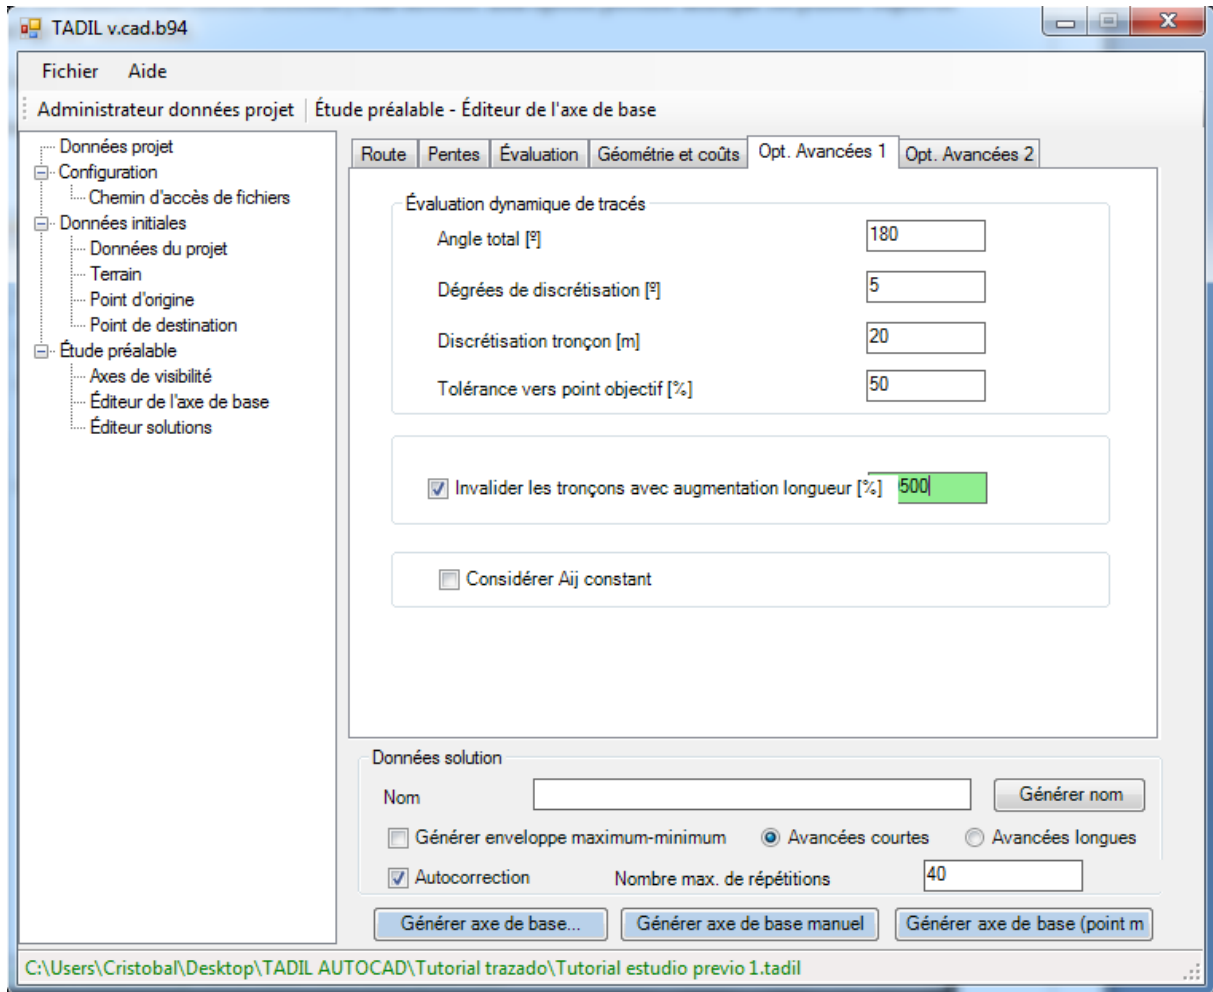 TADIL v.cad.b94
Fichier Aide
Administrateur données projet Étude préalable - Éditeur de l'axe de base
Données projet
Configuration
Chemin d'accès de fichiers
Données initiales
Données du projet
Terrain
Point d'origine
Point de destination
Étude préalable
Axes de visibilité
Éditeur de l'axe de base
Éditeur solutions
Route Pentes Évaluation Géométrie et coûts Opt. Avancées 1 Opt. Avancées 2
Évaluation dynamique de tracés
Angle total [º] 180
Dégrées de discrétisation [º] 5
Discrétisation tronçon [m] 20
Tolérance vers point objectif [%] 50
Invalider les tronçons avec augmentation longueur [%] 500
Considérer Aij constant
Données solution
Nom Générer nom
Générer enveloppe maximum-minimum Avancées courtes Avancées longues
Autocorrection Nombre max. de répétitions 40
Générer axe de base... Générer axe de base manuel Générer axe de base (point m
C:\Users\Cristobal\Desktop\TADIL AUTOCAD\Tutorial trazado\Tutorial estudio previo 1.tadil